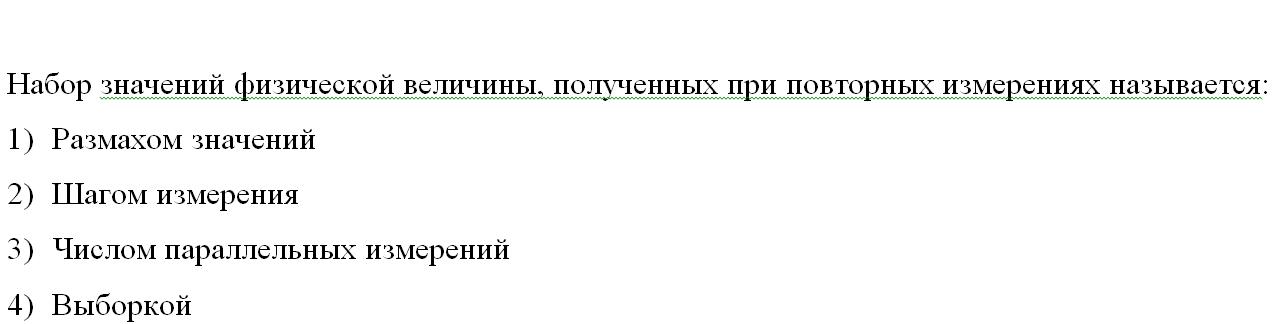 Набор значений физической величины, полученных при повторных измерениях называется:
1) Размахом значений
2) Шагом измерения
3) Числом параллельных измерений
4) Выборкой